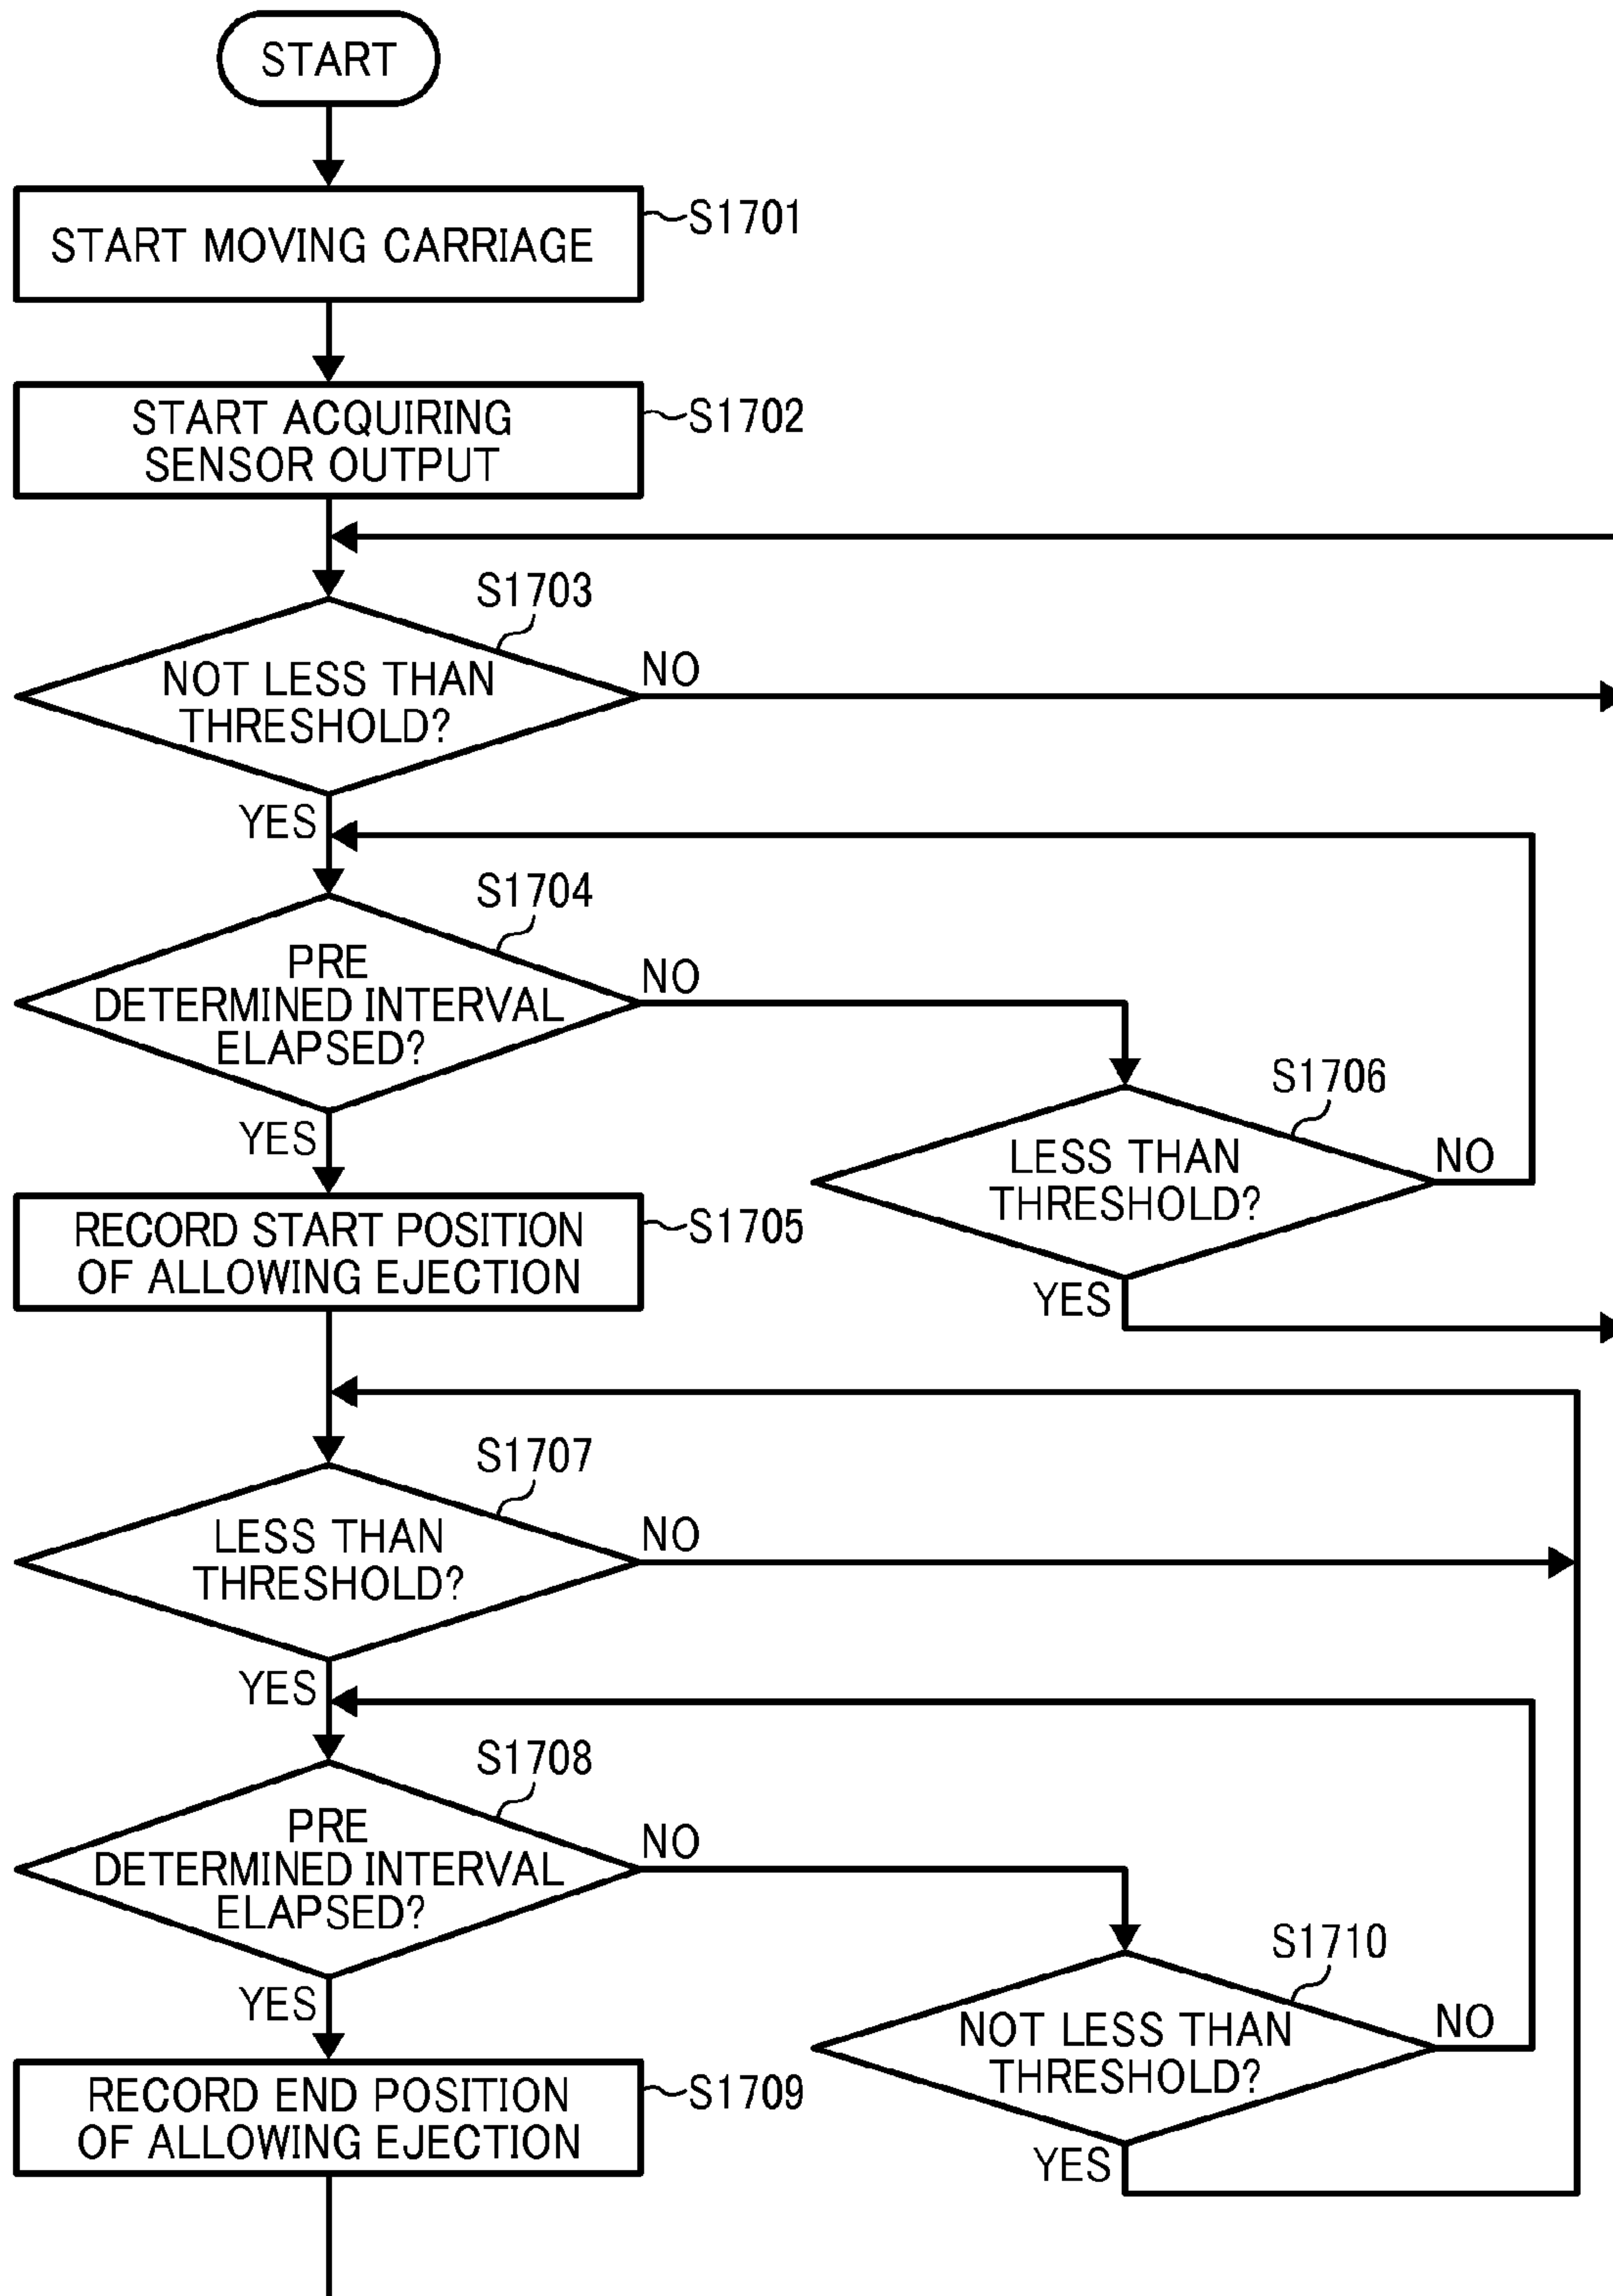 START
START MOVING CARRIAGE
S1701
START ACQUIRING
SENSOR OUTPUT
S1702
S1703
NOT LESS THAN
THRESHOLD?
NO
YES
S1704
PRE
DETERMINED INTERVAL
ELAPSED?
NO
YES
S1706
LESS THAN
THRESHOLD?
NO
YES
RECORD START POSITION
OF ALLOWING EJECTION
S1705
S1707
LESS THAN
THRESHOLD?
NO
YES
S1708
PRE
DETERMINED INTERVAL
ELAPSED?
NO
YES
S1710
NOT LESS THAN
THRESHOLD?
NO
YES
RECORD END POSITION
OF ALLOWING EJECTION
S1709